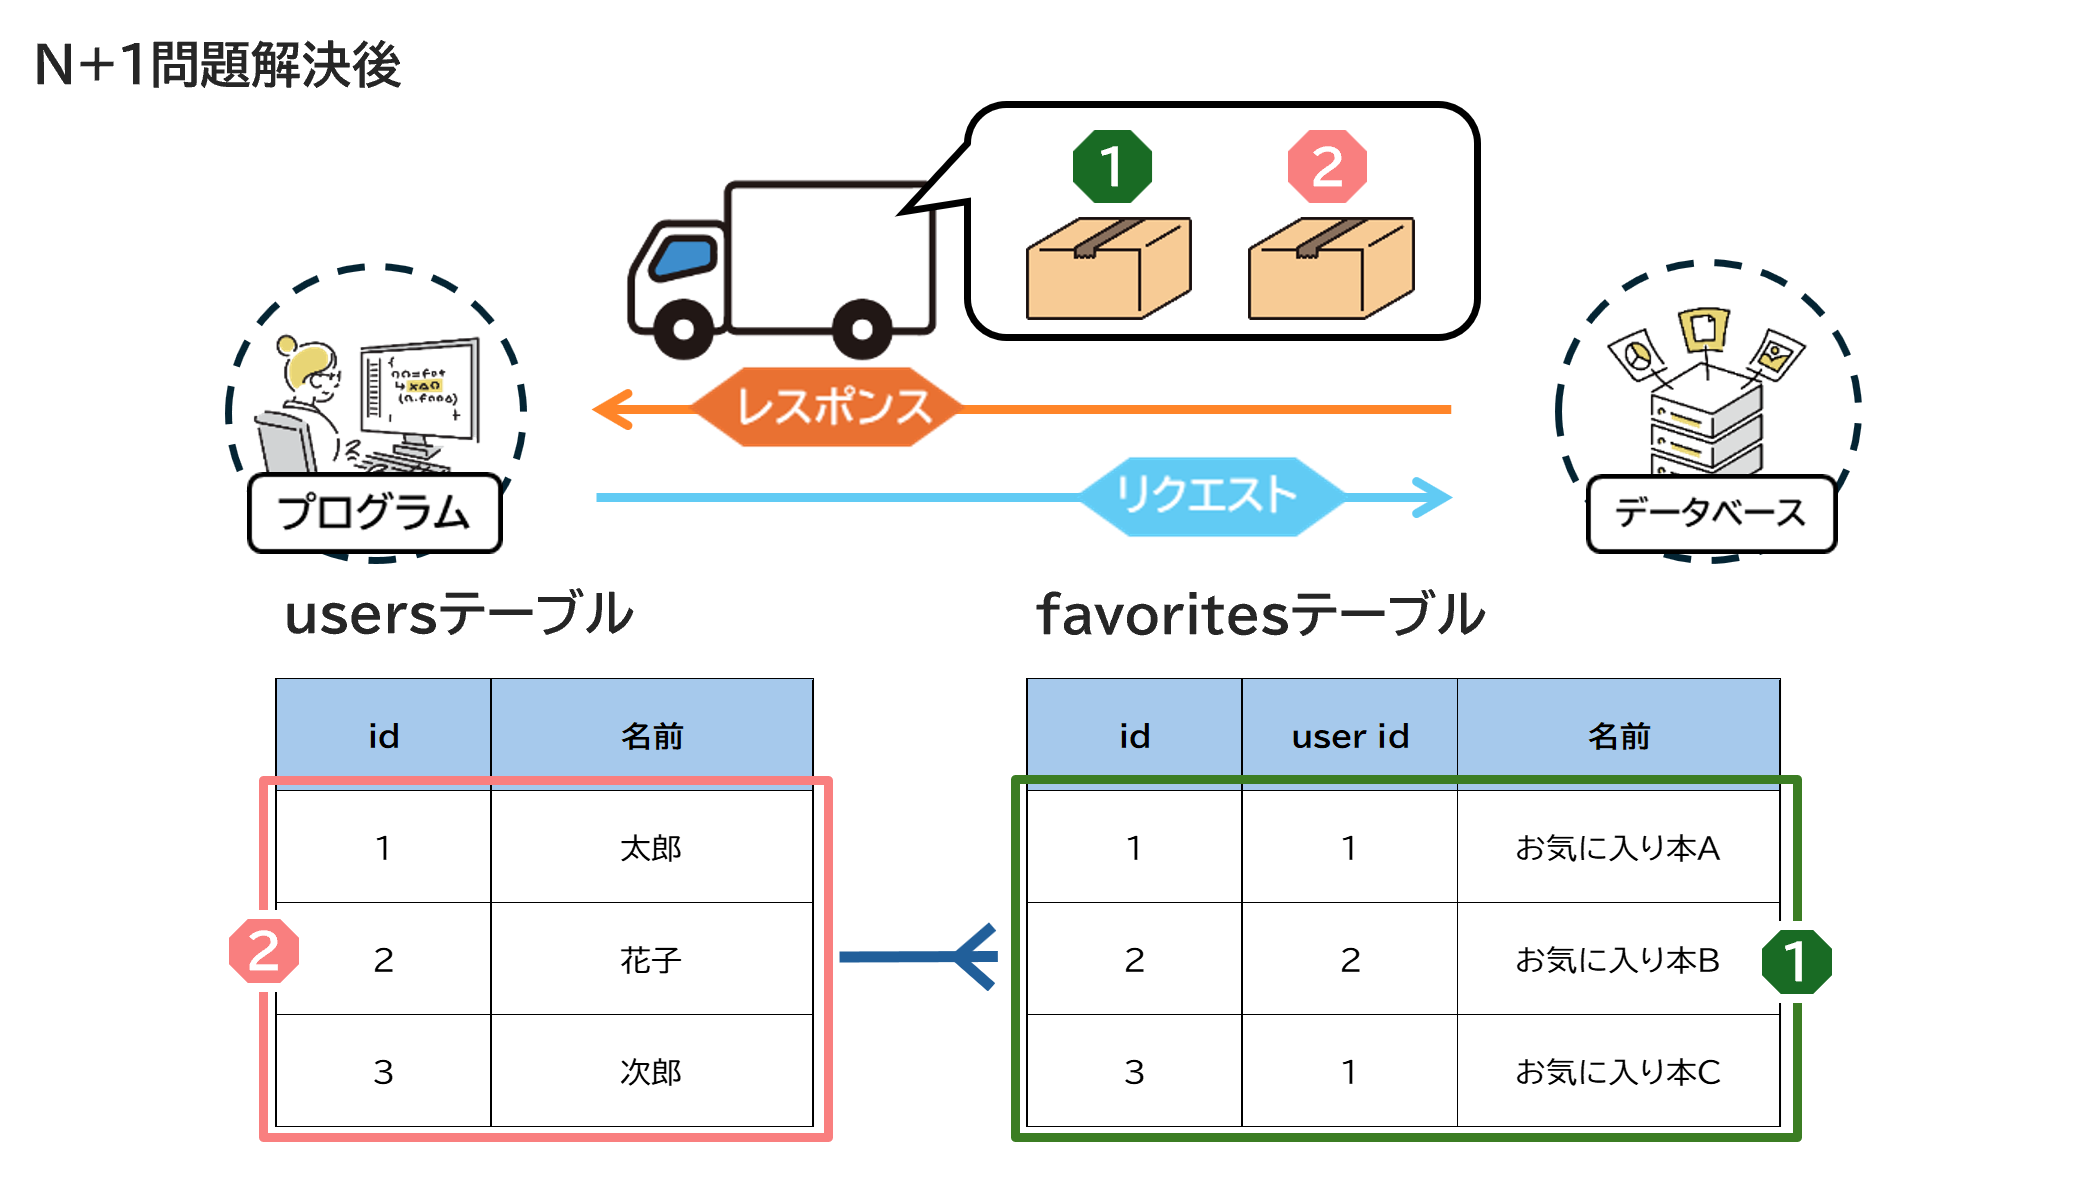 N+1問題解決後
1
2
レスポンス
リクエスト
プログラム
データベース
usersテーブル
favoritesテーブル
id 名前
1 太郎
2 花子
3 次郎
2
id user id 名前
1 1 お気に入り本A
2 2 お気に入り本B
3 1 お気に入り本C
1